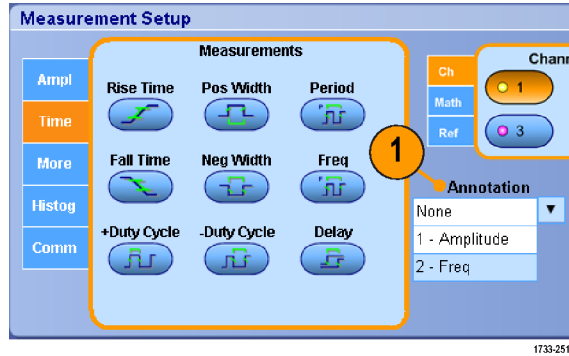 Measurement Setup
Measurements
Ampl
Time
More
Histog
Comm
Rise Time
Pos Width
Period
Fall Time
Neg Width
Freq
+Duty Cycle
-Duty Cycle
Delay
Ch
Math
Ref
1
3
1
Annotation
None
1 - Amplitude
2 - Freq
1733-251